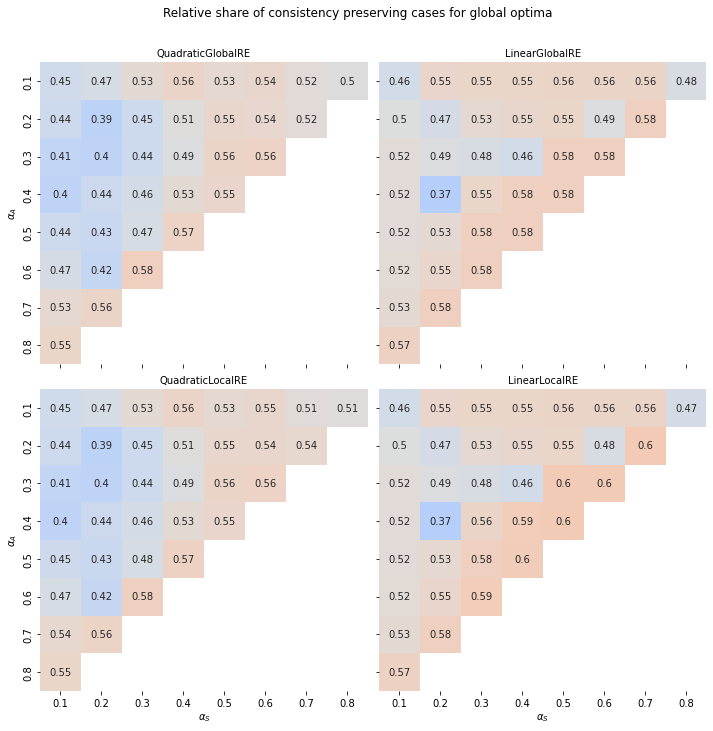 Relative share of consistency preserving cases for global optima
QuadraticGlobalRE
LinearGlobalRE
0.1 0.45 0.47 0.53 0.56 0.53 0.54 0.52 0.5
0.46 0.55 0.55 0.55 0.56 0.56 0.56 0.48
0.2 0.44 0.39 0.45 0.51 0.55 0.54 0.52
0.5 0.47 0.53 0.55 0.55 0.49 0.58
0.3 0.41 0.4 0.44 0.49 0.56 0.56
0.52 0.49 0.48 0.46 0.58 0.58
0.4 0.4 0.44 0.46 0.53 0.55
0.52 0.37 0.55 0.58 0.58
α_A
0.5 0.44 0.43 0.47 0.57
0.52 0.53 0.58 0.58
0.6 0.47 0.42 0.58
0.52 0.55 0.58
0.7 0.53 0.56
0.53 0.58
0.8 0.55
0.57
QuadraticLocalRE
LinearLocalRE
0.1 0.45 0.47 0.53 0.56 0.53 0.55 0.51 0.51
0.46 0.55 0.55 0.55 0.56 0.56 0.56 0.47
0.2 0.44 0.39 0.45 0.51 0.55 0.54 0.54
0.5 0.47 0.53 0.55 0.55 0.48 0.6
0.3 0.41 0.4 0.44 0.49 0.56 0.56
0.52 0.49 0.48 0.46 0.6 0.6
0.4 0.4 0.44 0.46 0.53 0.55
0.52 0.37 0.56 0.59 0.6
α_A
0.5 0.45 0.43 0.48 0.57
0.52 0.53 0.58 0.6
0.6 0.47 0.42 0.58
0.52 0.55 0.59
0.7 0.54 0.56
0.53 0.58
0.8 0.55
0.57
0.1 0.2 0.3 0.4 0.5 0.6 0.7 0.8
0.1 0.2 0.3 0.4 0.5 0.6 0.7 0.8
α_S
α_S